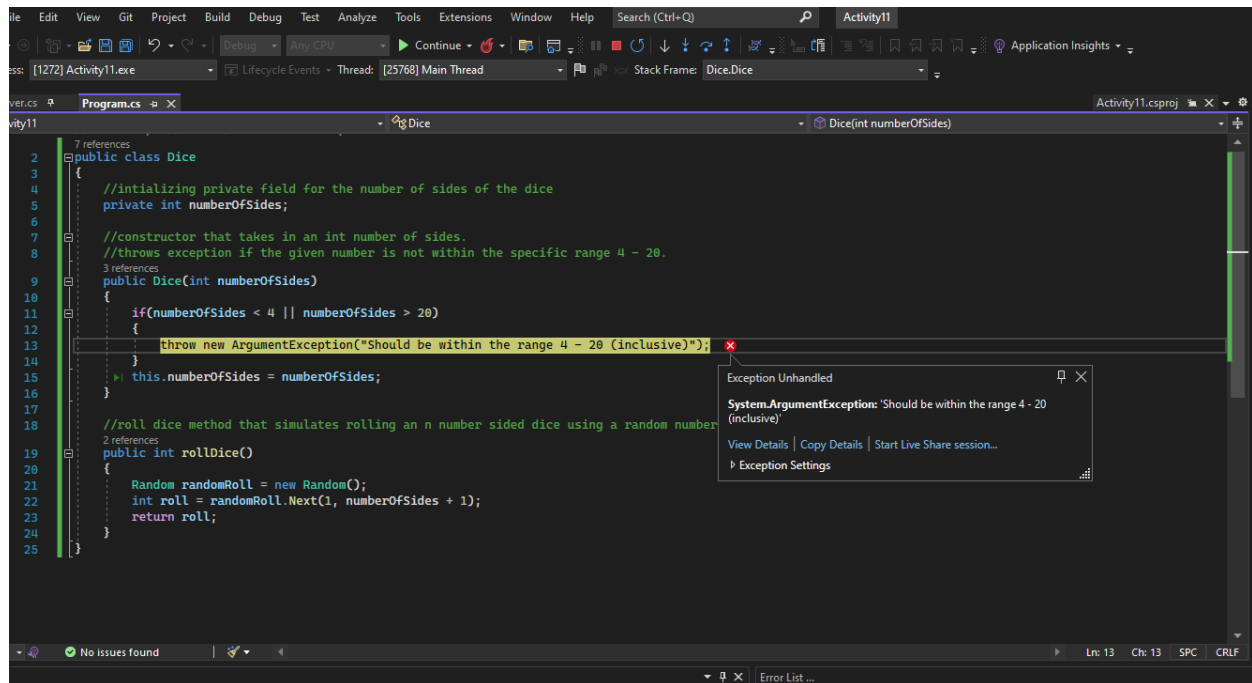 File Edit View Git Project Build Debug Test Analyze Tools Extensions Window Help Search (Ctrl+Q) Activity11
Debug Any CPU Continue Application Insights
[1272] Activity11.exe Lifecycle Events Thread: [25768] Main Thread Stack Frame: Dice.Dice
ver.cs Program.cs Activity11.csproj
vity11 Dice Dice(int numberOfSides)
7 references
2 public class Dice
3 {
4 //intializing private field for the number of sides of the dice
5 private int numberOfSides;
6
7 //constructor that takes in an int number of sides.
8 //throws exception if the given number is not within the specific range 4 - 20.
3 references
9 public Dice(int numberOfSides)
10 {
11 if(numberOfSides < 4 || numberOfSides > 20)
12 {
13 throw new ArgumentException("Should be within the range 4 - 20 (inclusive)");
14 }
15 this.numberOfSides = numberOfSides;
16 }
17
18 //roll dice method that simulates rolling an n number sided dice using a random number
2 references
19 public int rollDice()
20 {
21 Random randomRoll = new Random();
22 int roll = randomRoll.Next(1, numberOfSides + 1);
23 return roll;
24 }
25 }
Exception Unhandled
System.ArgumentException: 'Should be within the range 4 - 20
(inclusive)'
View Details | Copy Details | Start Live Share session...
Exception Settings
No issues found Ln: 13 Ch: 13 SPC CRLF
Error List ...